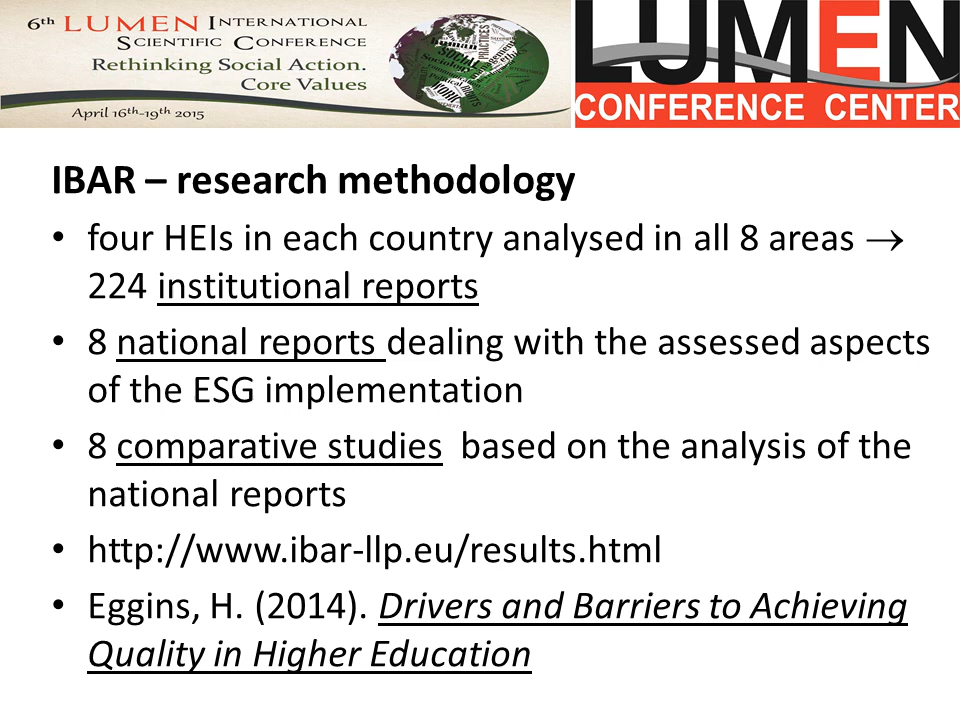 6th LUMEN INTERNATIONAL
SCIENTIFIC CONFERENCE
Rethinking Social Action.
Core Values
April 16th-19th 2015
LUMEN
CONFERENCE CENTER
IBAR – research methodology
• four HEIs in each country analysed in all 8 areas →
224 institutional reports
• 8 national reports dealing with the assessed aspects
of the ESG implementation
• 8 comparative studies based on the analysis of the
national reports
• http://www.ibar-llp.eu/results.html
• Eggins, H. (2014). Drivers and Barriers to Achieving
Quality in Higher Education